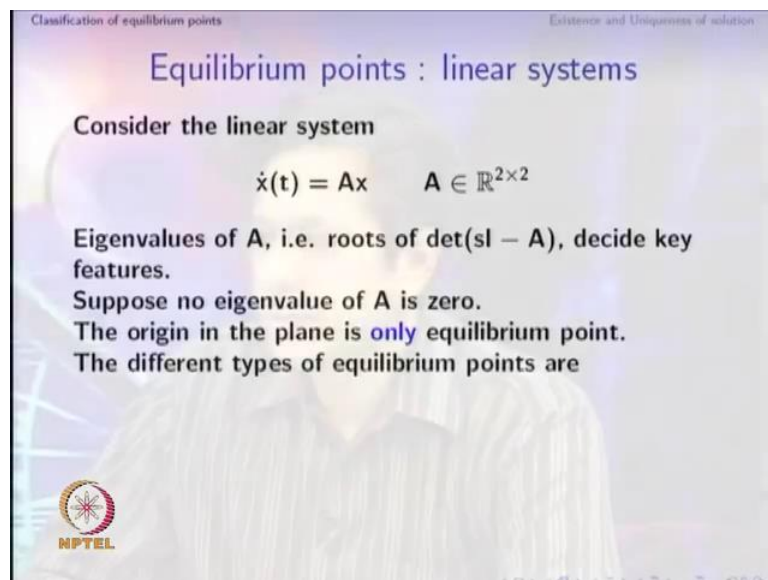 Classification of equilibrium points
Existence and Uniqueness of solution
Equilibrium points : linear systems
Consider the linear system
ẋ(t) = Ax A ∈ ℝ^{2×2}
Eigenvalues of A, i.e. roots of det(sI − A), decide key
features.
Suppose no eigenvalue of A is zero.
The origin in the plane is only equilibrium point.
The different types of equilibrium points are
NPTEL